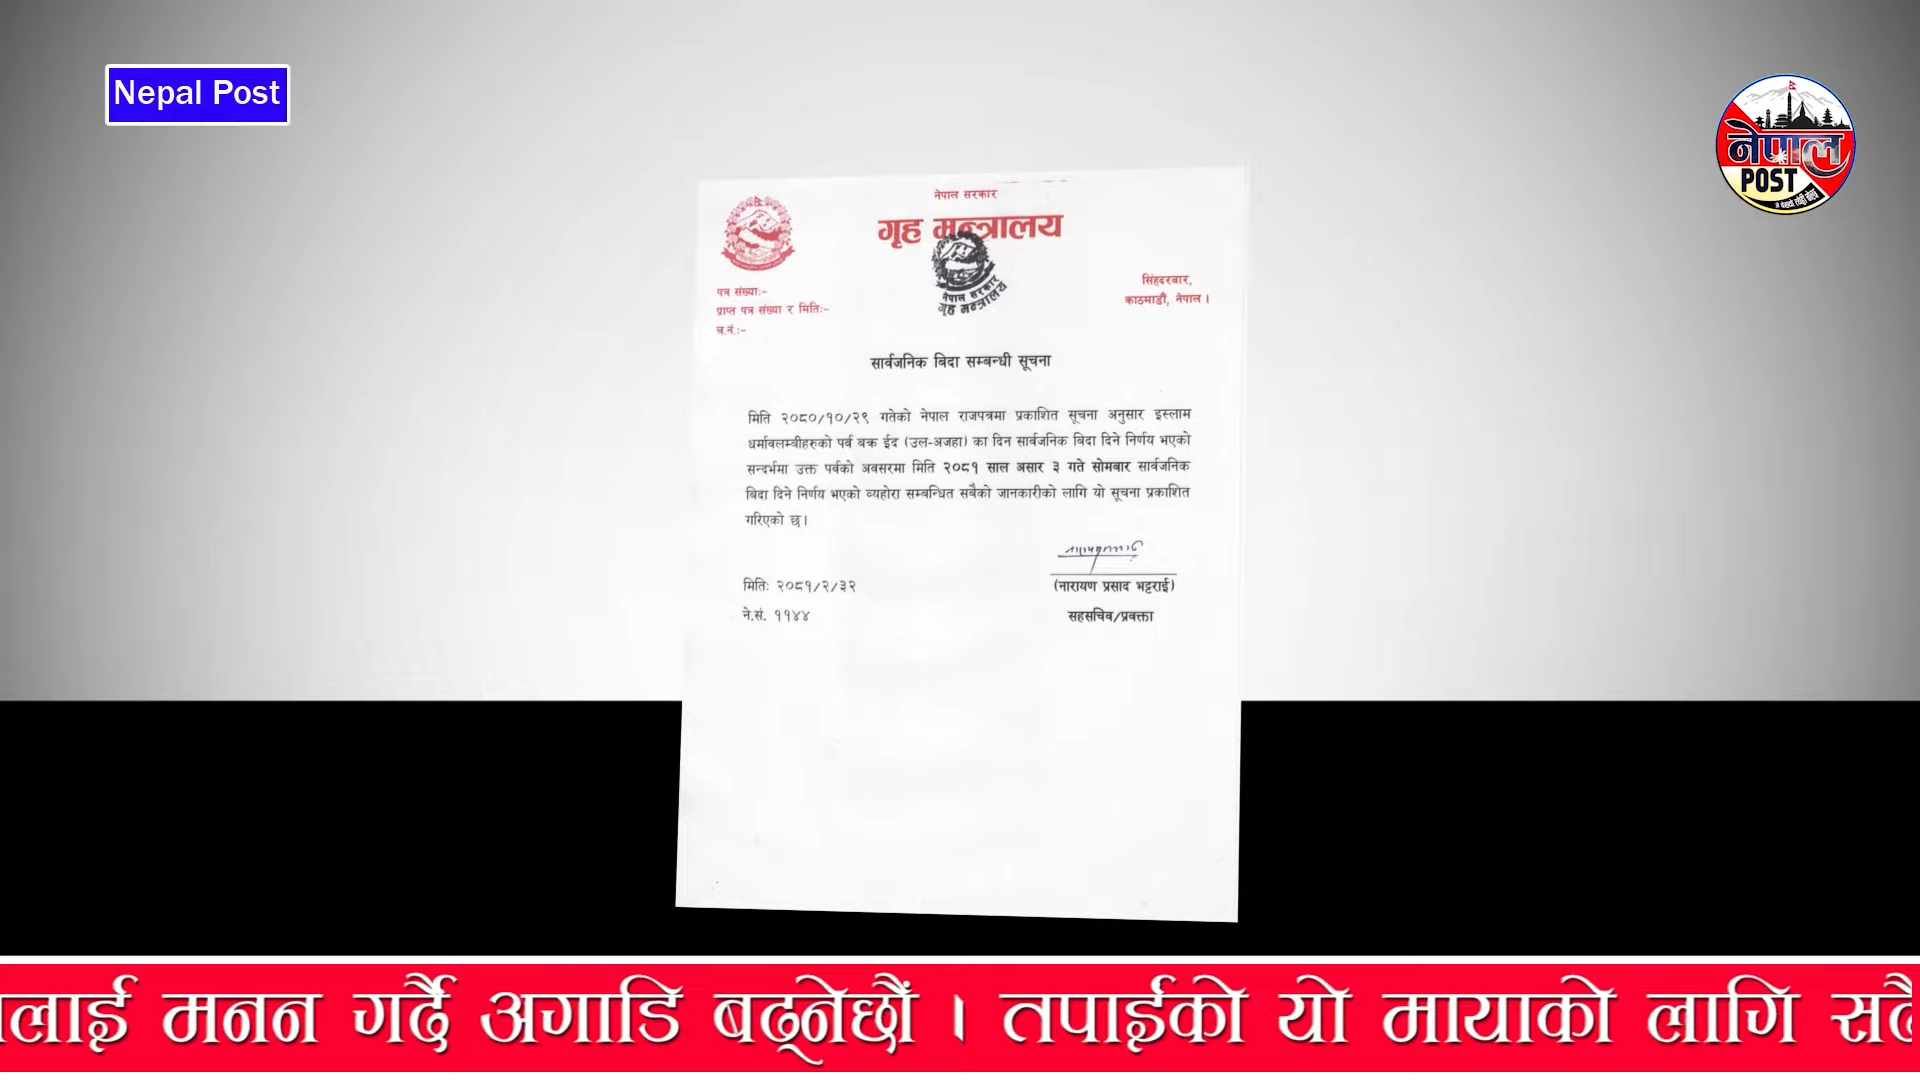 Nepal Post
नेपाल
POST
नेपाल सरकार
गृह मन्त्रालय
नेपाल सरकार
गृह मन्त्रालय
सिंहदरबार,
काठमाडौं, नेपाल ।
पत्र संख्याः-
प्राप्त पत्र संख्या र मितिः-
च.नं.:-
सार्वजनिक बिदा सम्बन्धी सूचना
मिति २०८०/१०/२९ गतेको नेपाल राजपत्रमा प्रकाशित सूचना अनुसार इस्लाम
धर्मावलम्बीहरुको पर्व बक्र ईद (उल-अजहा) का दिन सार्वजनिक बिदा दिने निर्णय भएको
सन्दर्भमा उक्त पर्वको अवसरमा मिति २०८१ साल असार ३ गते सोमबार सार्वजनिक
बिदा दिने निर्णय भएको व्यहोरा सम्बन्धित सबैको जानकारीको लागि यो सूचना प्रकाशित
गरिएको छ।
मितिः २०८१/२/३२
ने.सं. ११४४
(नारायण प्रसाद भट्टराई)
सहसचिव/प्रवक्ता
लाई मनन गर्दै अगाडि बढ्नेछौं । तपाईको यो मायाको लागि